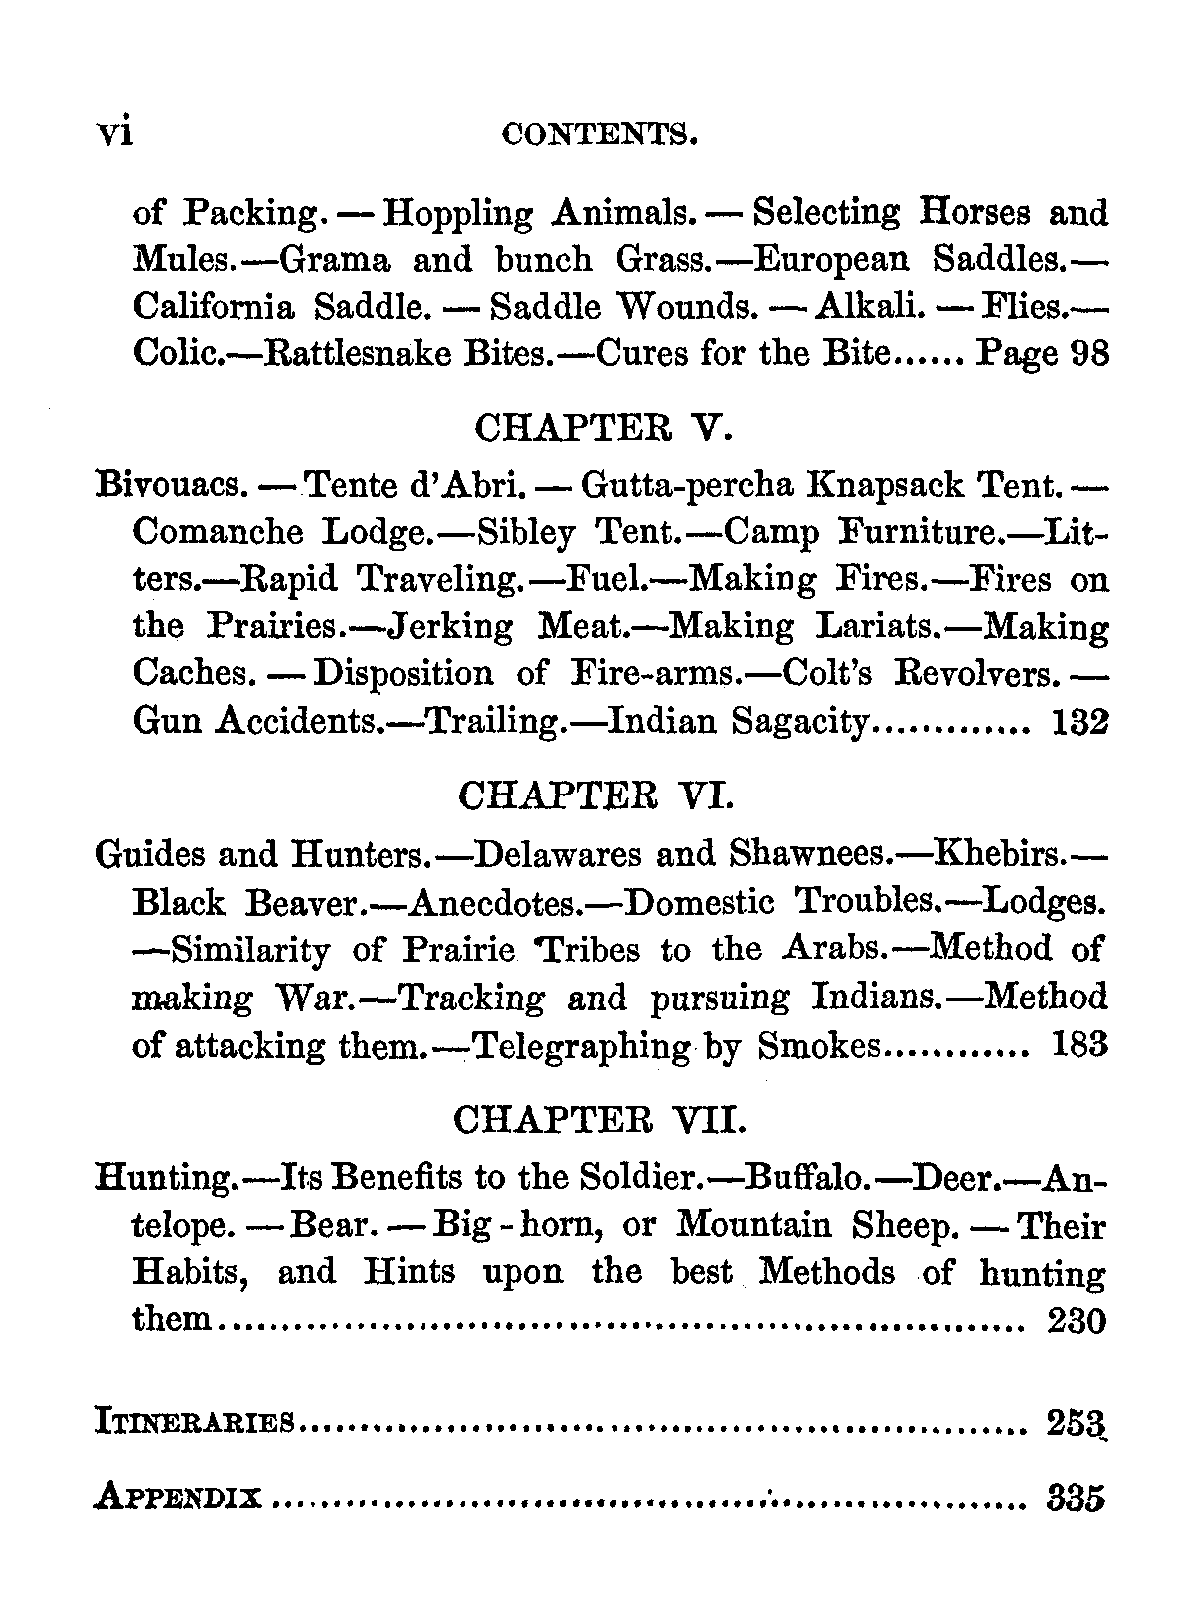 vi CONTENTS.
of Packing. — Hoppling Animals. — Selecting Horses and
Mules.—Grama and bunch Grass.—European Saddles.—
California Saddle. — Saddle Wounds. — Alkali. — Flies.—
Colic.—Rattlesnake Bites.—Cures for the Bite...... Page 98
CHAPTER V.
Bivouacs. — Tente d'Abri. — Gutta-percha Knapsack Tent. —
Comanche Lodge.—Sibley Tent.—Camp Furniture.—Lit-
ters.—Rapid Traveling.—Fuel.—Making Fires.—Fires on
the Prairies.—Jerking Meat.—Making Lariats.—Making
Caches. — Disposition of Fire-arms.—Colt's Revolvers. —
Gun Accidents.—Trailing.—Indian Sagacity............. 132
CHAPTER VI.
Guides and Hunters.—Delawares and Shawnees.—Khebirs.—
Black Beaver.—Anecdotes.—Domestic Troubles.—Lodges.
—Similarity of Prairie Tribes to the Arabs.—Method of
making War.—Tracking and pursuing Indians.—Method
of attacking them.—Telegraphing by Smokes............ 183
CHAPTER VII.
Hunting.—Its Benefits to the Soldier.—Buffalo.—Deer.—An-
telope. — Bear. — Big-horn, or Mountain Sheep. — Their
Habits, and Hints upon the best Methods of hunting
them.................................................................. 230
ITINERARIES............................................................ 253
APPENDIX .............................................................. 335